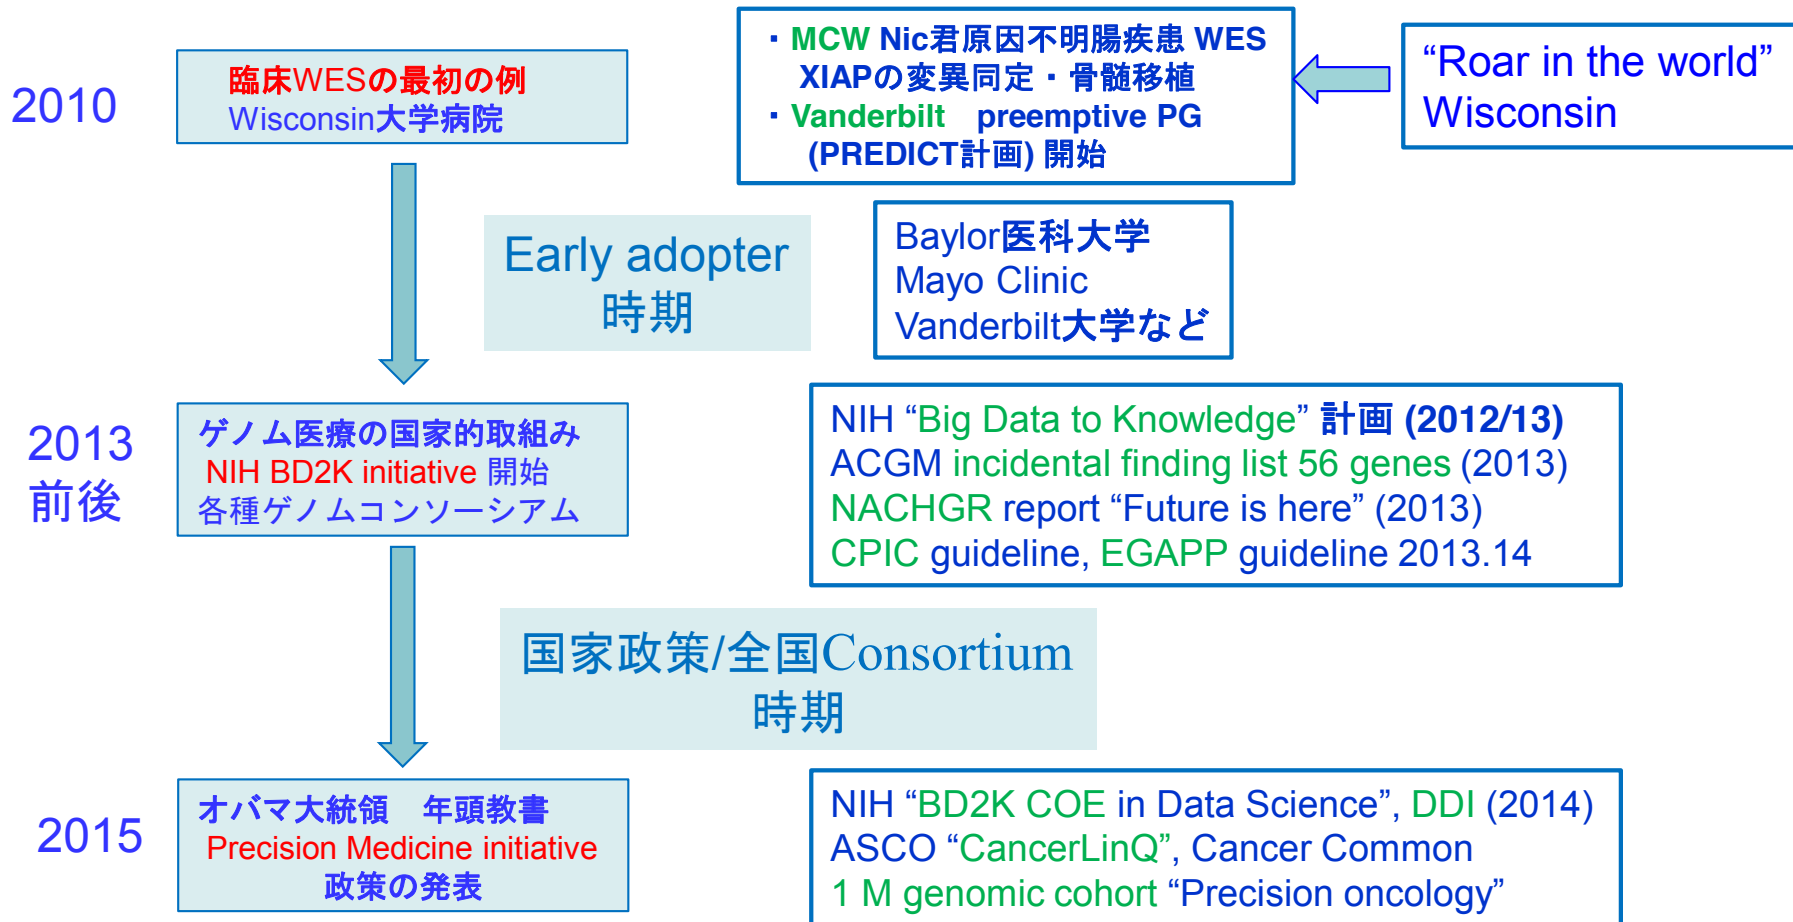 2010
臨床WESの最初の例
Wisconsin大学病院
・MCW Nic君原因不明腸疾患 WES
XIAPの変異同定・骨髄移植
・Vanderbilt preemptive PG
(PREDICT計画) 開始
“Roar in the world”
Wisconsin
Early adopter
時期
Baylor医科大学
Mayo Clinic
Vanderbilt大学など
2013
前後
ゲノム医療の国家的取組み
NIH BD2K initiative 開始
各種ゲノムコンソーシアム
NIH “Big Data to Knowledge” 計画 (2012/13)
ACGM incidental finding list 56 genes (2013)
NACHGR report “Future is here” (2013)
CPIC guideline, EGAPP guideline 2013.14
国家政策/全国Consortium
時期
2015
オバマ大統領 年頭教書
Precision Medicine initiative
政策の発表
NIH “BD2K COE in Data Science”, DDI (2014)
ASCO “CancerLinQ”, Cancer Common
1 M genomic cohort “Precision oncology”